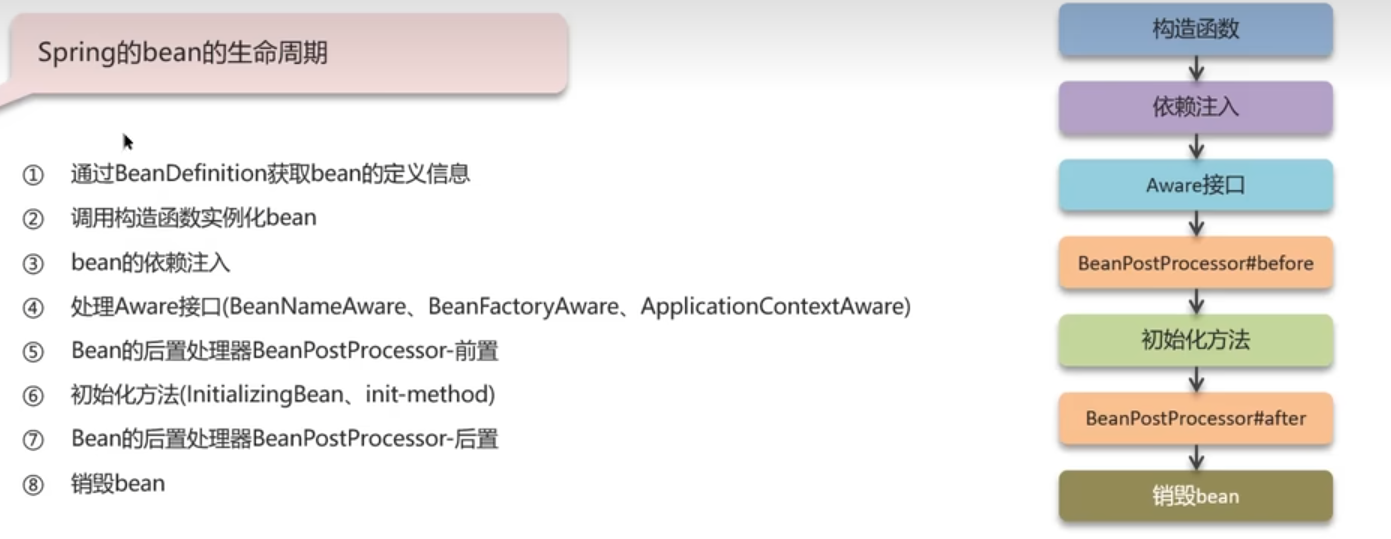 Spring的bean的生命周期
① 通过BeanDefinition获取bean的定义信息
② 调用构造函数实例化bean
③ bean的依赖注入
④ 处理Aware接口(BeanNameAware、BeanFactoryAware、ApplicationContextAware)
⑤ Bean的后置处理器BeanPostProcessor-前置
⑥ 初始化方法(InitializingBean、init-method)
⑦ Bean的后置处理器BeanPostProcessor-后置
⑧ 销毁bean
构造函数
依赖注入
Aware接口
BeanPostProcessor#before
初始化方法
BeanPostProcessor#after
销毁bean